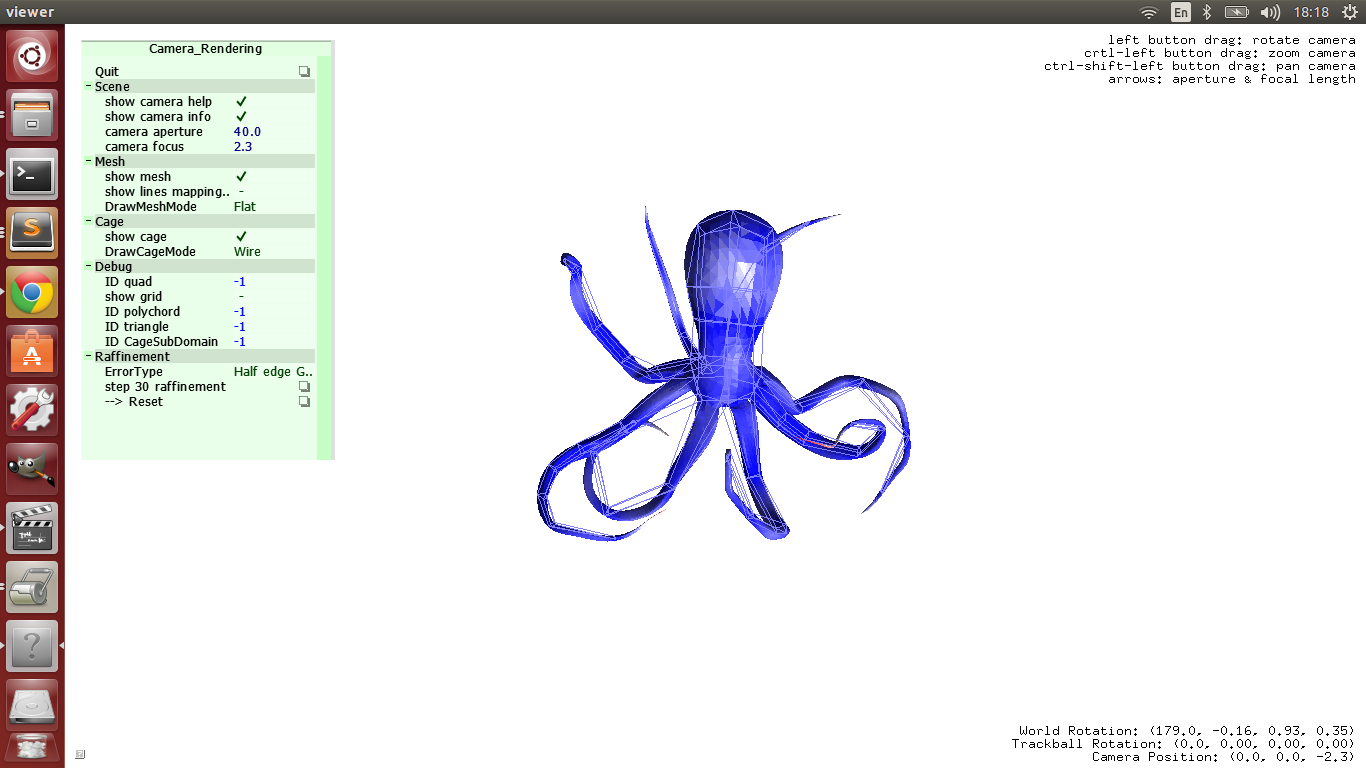 viewer
En
18:18
Camera_Rendering
Quit
Scene
show camera help
show camera info
camera aperture 40.0
camera focus 2.3
Mesh
show mesh
show lines mapping.. -
DrawMeshMode Flat
Cage
show cage
DrawCageMode Wire
Debug
ID quad -1
show grid -
ID polychord -1
ID triangle -1
ID CageSubDomain -1
Raffinement
ErrorType Half edge G..
step 30 raffinement
--> Reset
left button drag: rotate camera
crtl-left button drag: zoom camera
ctrl-shift-left button drag: pan camera
arrows: aperture & focal length
World Rotation: (179.0, -0.16, 0.93, 0.35)
Trackball Rotation: (0.0, 0.00, 0.00, 0.00)
Camera Position: (0.0, 0.0, -2.3)